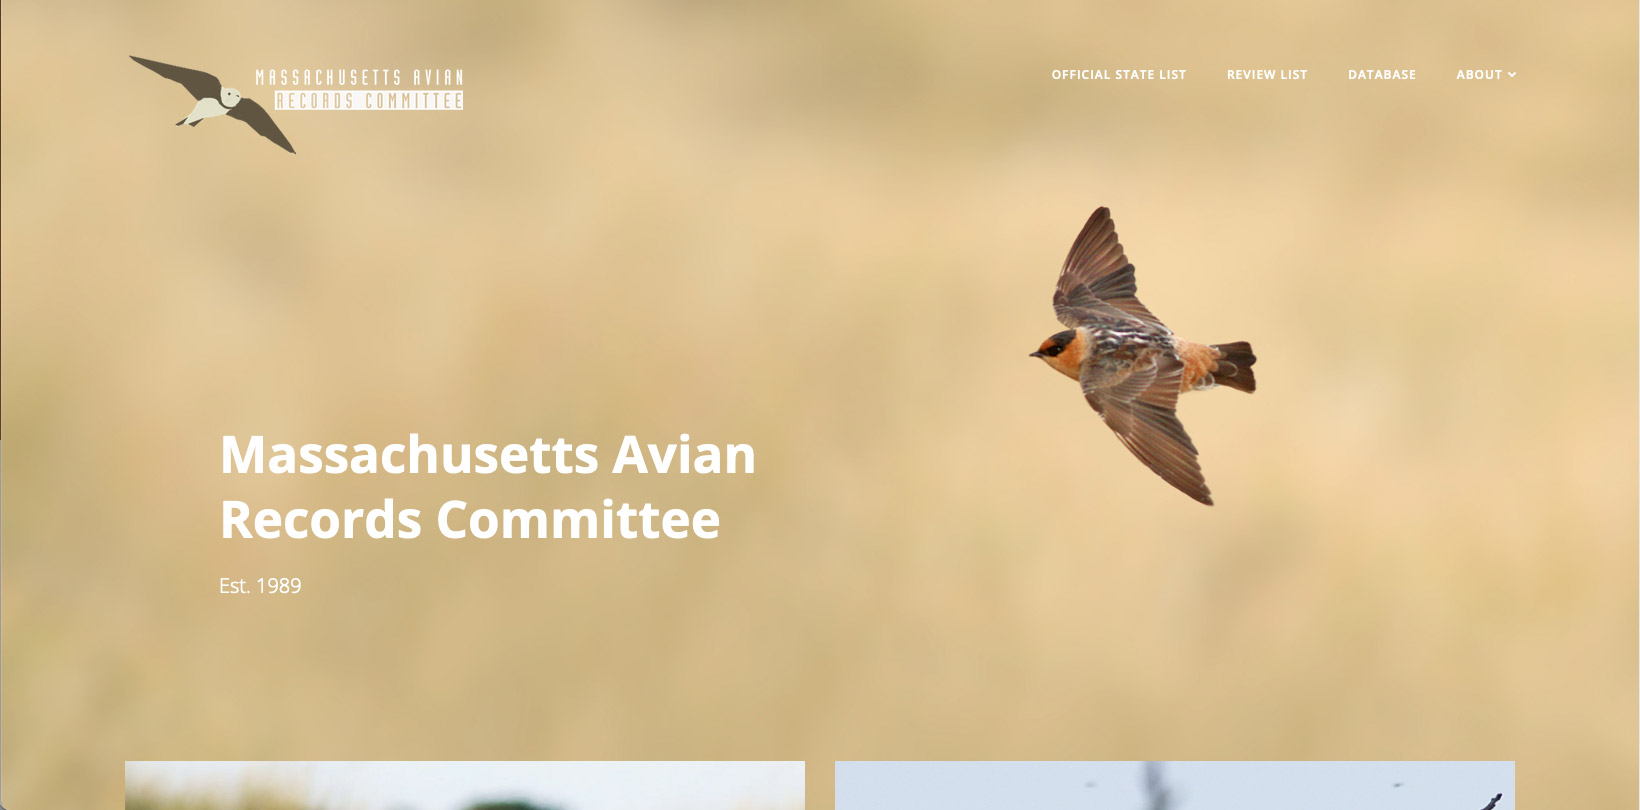 MASSACHUSETTS AVIAN
RECORDS COMMITTEE
OFFICIAL STATE LIST
REVIEW LIST
DATABASE
ABOUT
Massachusetts Avian
Records Committee
Est. 1989